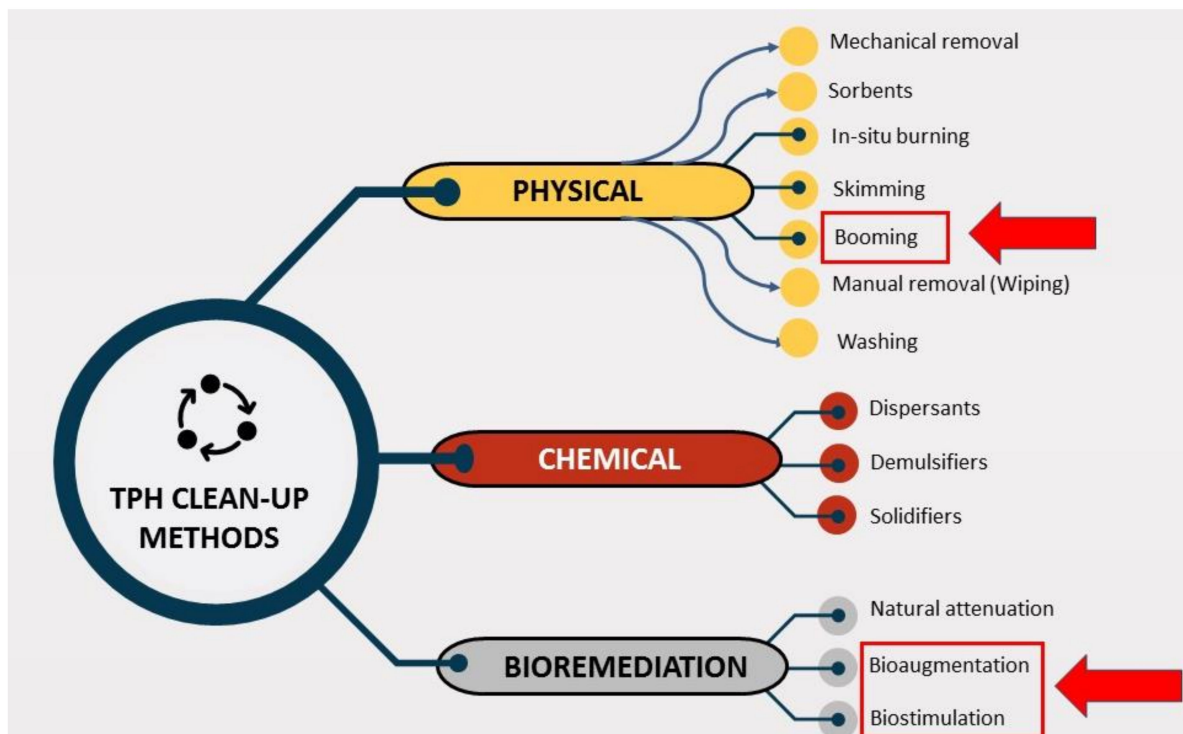 Mechanical removal
Sorbents
In-situ burning
PHYSICAL
Skimming
Booming
Manual removal (Wiping)
Washing
TPH CLEAN-UP
METHODS
Dispersants
CHEMICAL
Demulsifiers
Solidifiers
Natural attenuation
BIOREMEDIATION
Bioaugmentation
Biostimulation